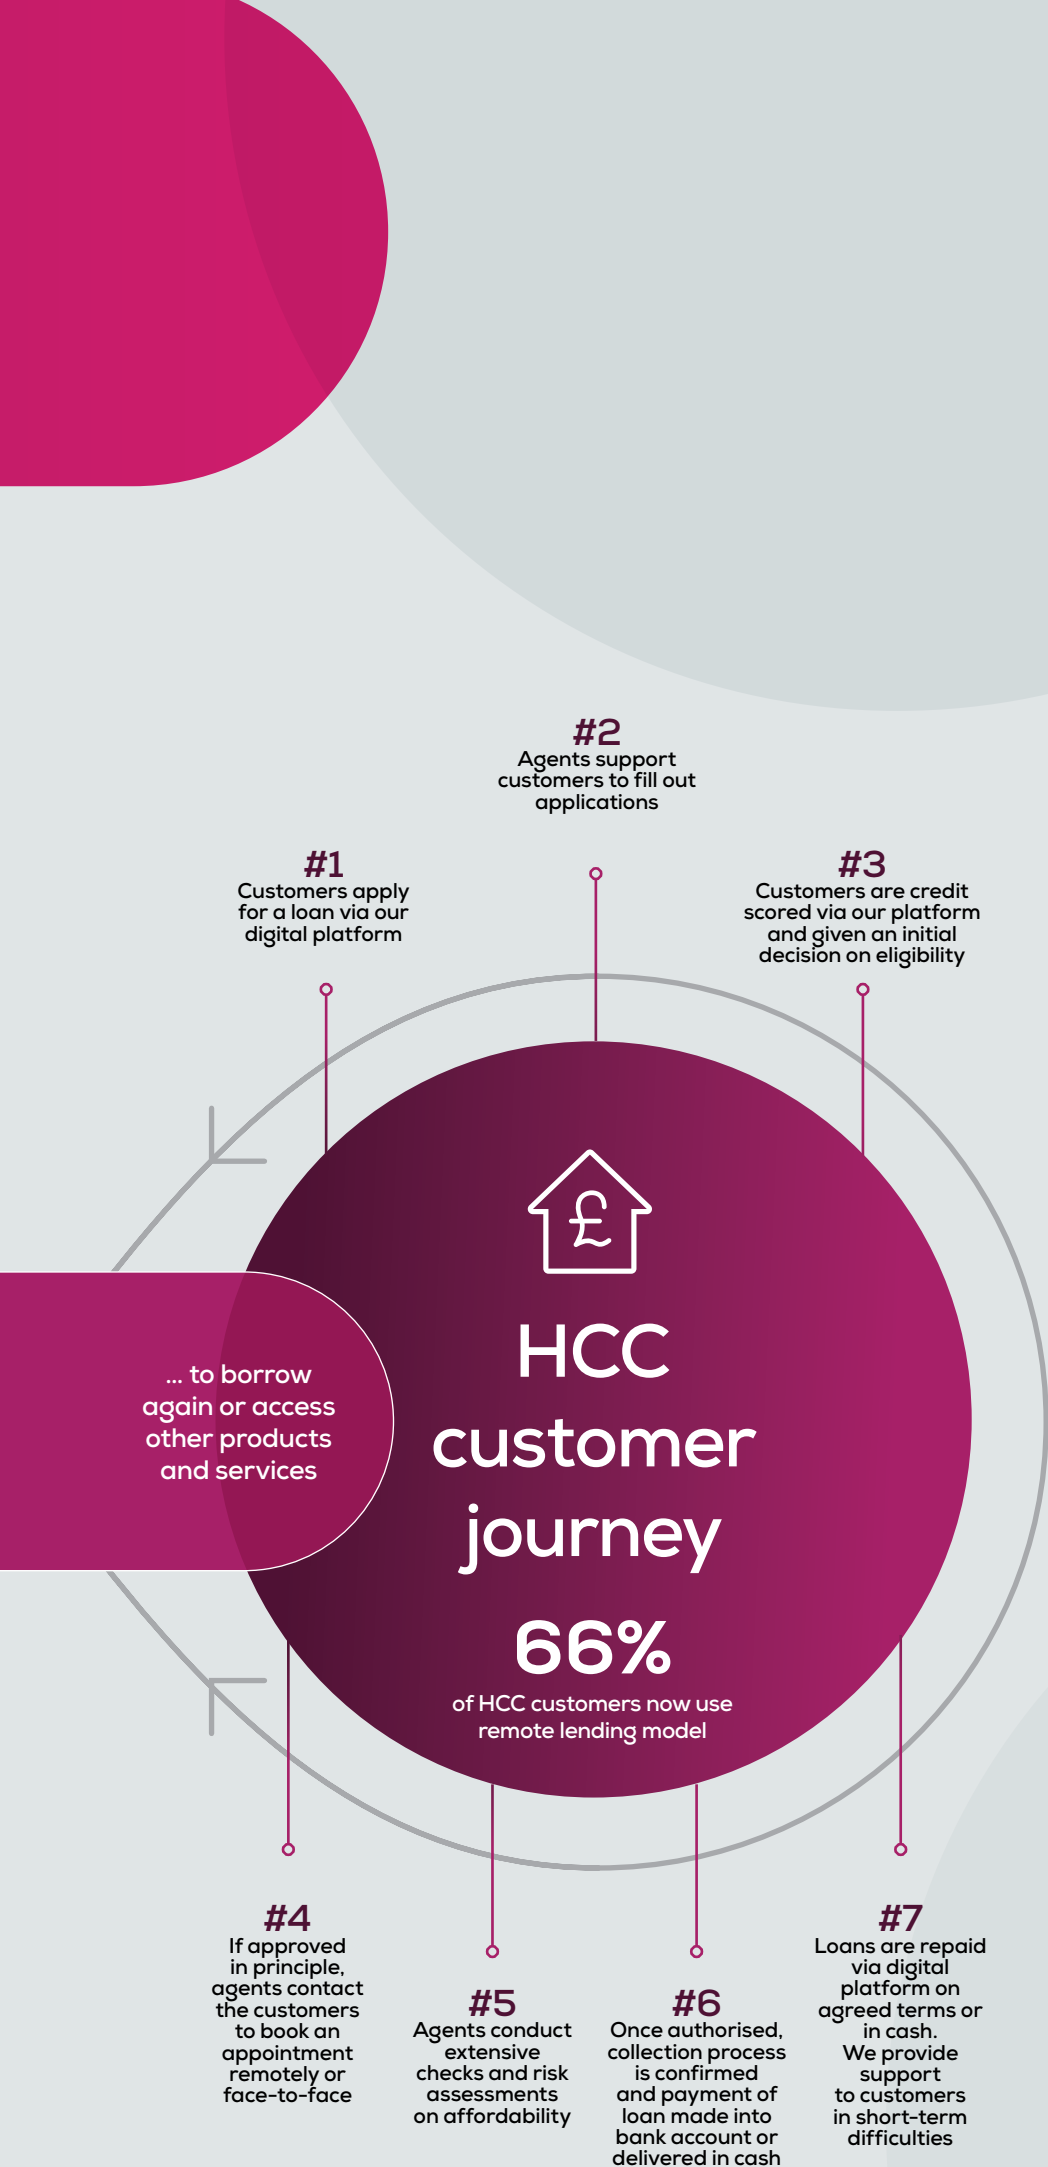 #2
Agents support
customers to fill out
applications
#1
Customers apply
for a loan via our
digital platform
#3
Customers are credit
scored via our platform
and given an initial
decision on eligibility
£
HCC
customer
journey
66%
of HCC customers now use
remote lending model
... to borrow
again or access
other products
and services
#4
If approved
in principle,
agents contact
the customers
to book an
appointment
remotely or
face-to-face
#5
Agents conduct
extensive
checks and risk
assessments
on affordability
#6
Once authorised,
collection process
is confirmed
and payment of
loan made into
bank account or
delivered in cash
#7
Loans are repaid
via digital
platform on
agreed terms or
in cash.
We provide
support
to customers
in short-term
difficulties